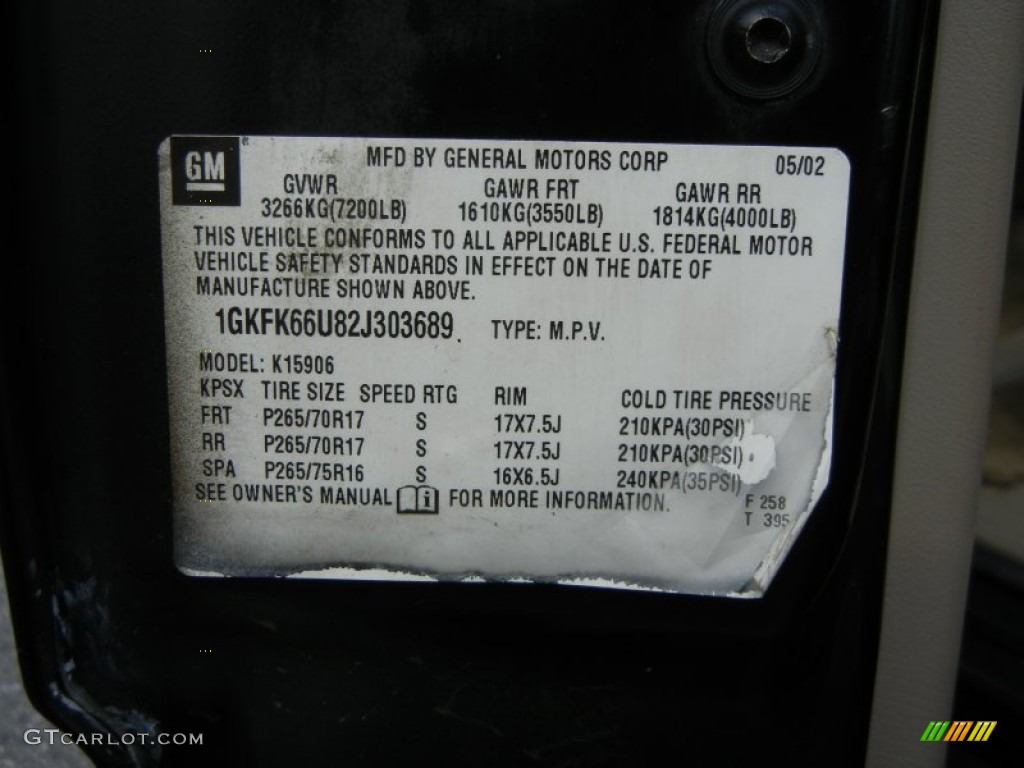 GM MFD BY GENERAL MOTORS CORP 05/02
GVWR GAWR FRT GAWR RR
3266KG(7200LB) 1610KG(3550LB) 1814KG(4000LB)
THIS VEHICLE CONFORMS TO ALL APPLICABLE U.S. FEDERAL MOTOR
VEHICLE SAFETY STANDARDS IN EFFECT ON THE DATE OF
MANUFACTURE SHOWN ABOVE.
1GKFK66U82J303689 TYPE: M.P.V.
MODEL: K15906
KPSX TIRE SIZE SPEED RTG RIM COLD TIRE PRESSURE
FRT P265/70R17 S 17X7.5J 210KPA(30PSI)
RR P265/70R17 S 17X7.5J 210KPA(30PSI)
SPA P265/75R16 S 16X6.5J 240KPA(35PSI)
SEE OWNER'S MANUAL i FOR MORE INFORMATION.
F 258
T 395
GTCARLOT.COM